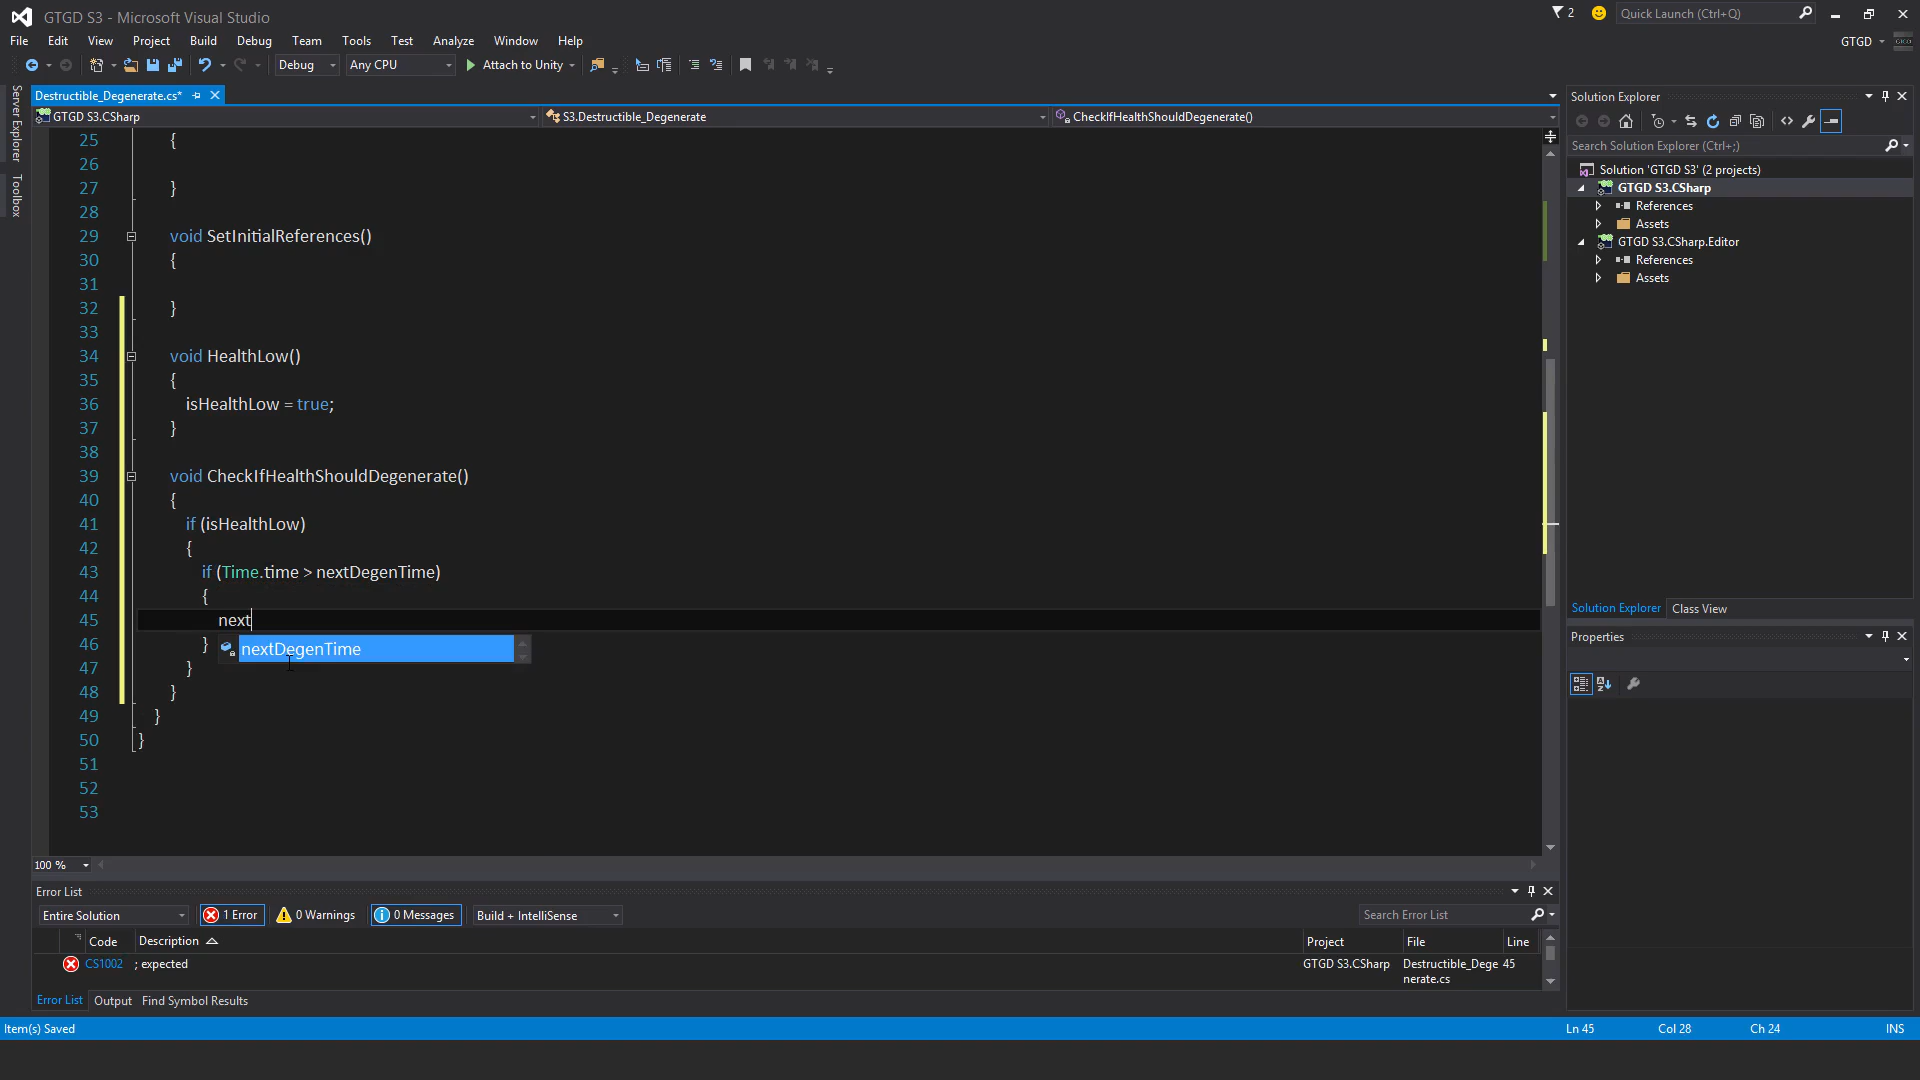 GTGD S3 - Microsoft Visual Studio
2
Quick Launch (Ctrl+Q)
File Edit View Project Build Debug Team Tools Test Analyze Window Help
GTGD
Debug Any CPU Attach to Unity
Server Explorer
Toolbox
Destructible_Degenerate.cs*
GTGD S3.CSharp
S3.Destructible_Degenerate
CheckIfHealthShouldDegenerate()
25 {
26
27 }
28
29 void SetInitialReferences()
30 {
31
32 }
33
34 void HealthLow()
35 {
36 isHealthLow = true;
37 }
38
39 void CheckIfHealthShouldDegenerate()
40 {
41 if (isHealthLow)
42 {
43 if (Time.time > nextDegenTime)
44 {
45 next
46 }
nextDegenTime
47 }
48 }
49 }
50 }
51
52
53
100 %
Error List
Entire Solution 1 Error 0 Warnings 0 Messages Build + IntelliSense Search Error List
Code Description Project File Line
CS1002 ; expected GTGD S3.CSharp Destructible_Dege 45
nerate.cs
Error List Output Find Symbol Results
Solution Explorer
Search Solution Explorer (Ctrl+;)
Solution 'GTGD S3' (2 projects)
GTGD S3.CSharp
References
Assets
GTGD S3.CSharp.Editor
References
Assets
Solution Explorer Class View
Properties
Item(s) Saved Ln 45 Col 28 Ch 24 INS